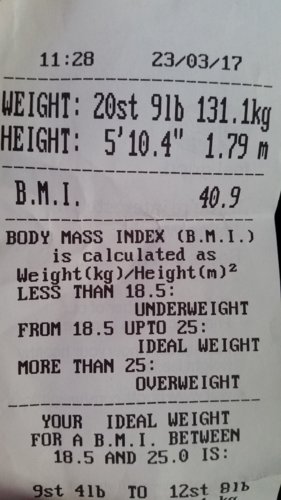 11:28 23/03/17
WEIGHT: 20st 9lb 131.1kg
HEIGHT: 5'10.4" 1.79 m
B.M.I. 40.9
BODY MASS INDEX (B.M.I.)
is calculated as
Weight(kg)/Height(m)²
LESS THAN 18.5:
UNDERWEIGHT
FROM 18.5 UPTO 25:
IDEAL WEIGHT
MORE THAN 25:
OVERWEIGHT
YOUR IDEAL WEIGHT
FOR A B.M.I. BETWEEN
18.5 AND 25.0 IS:
9st 4lb TO 12st 8lb